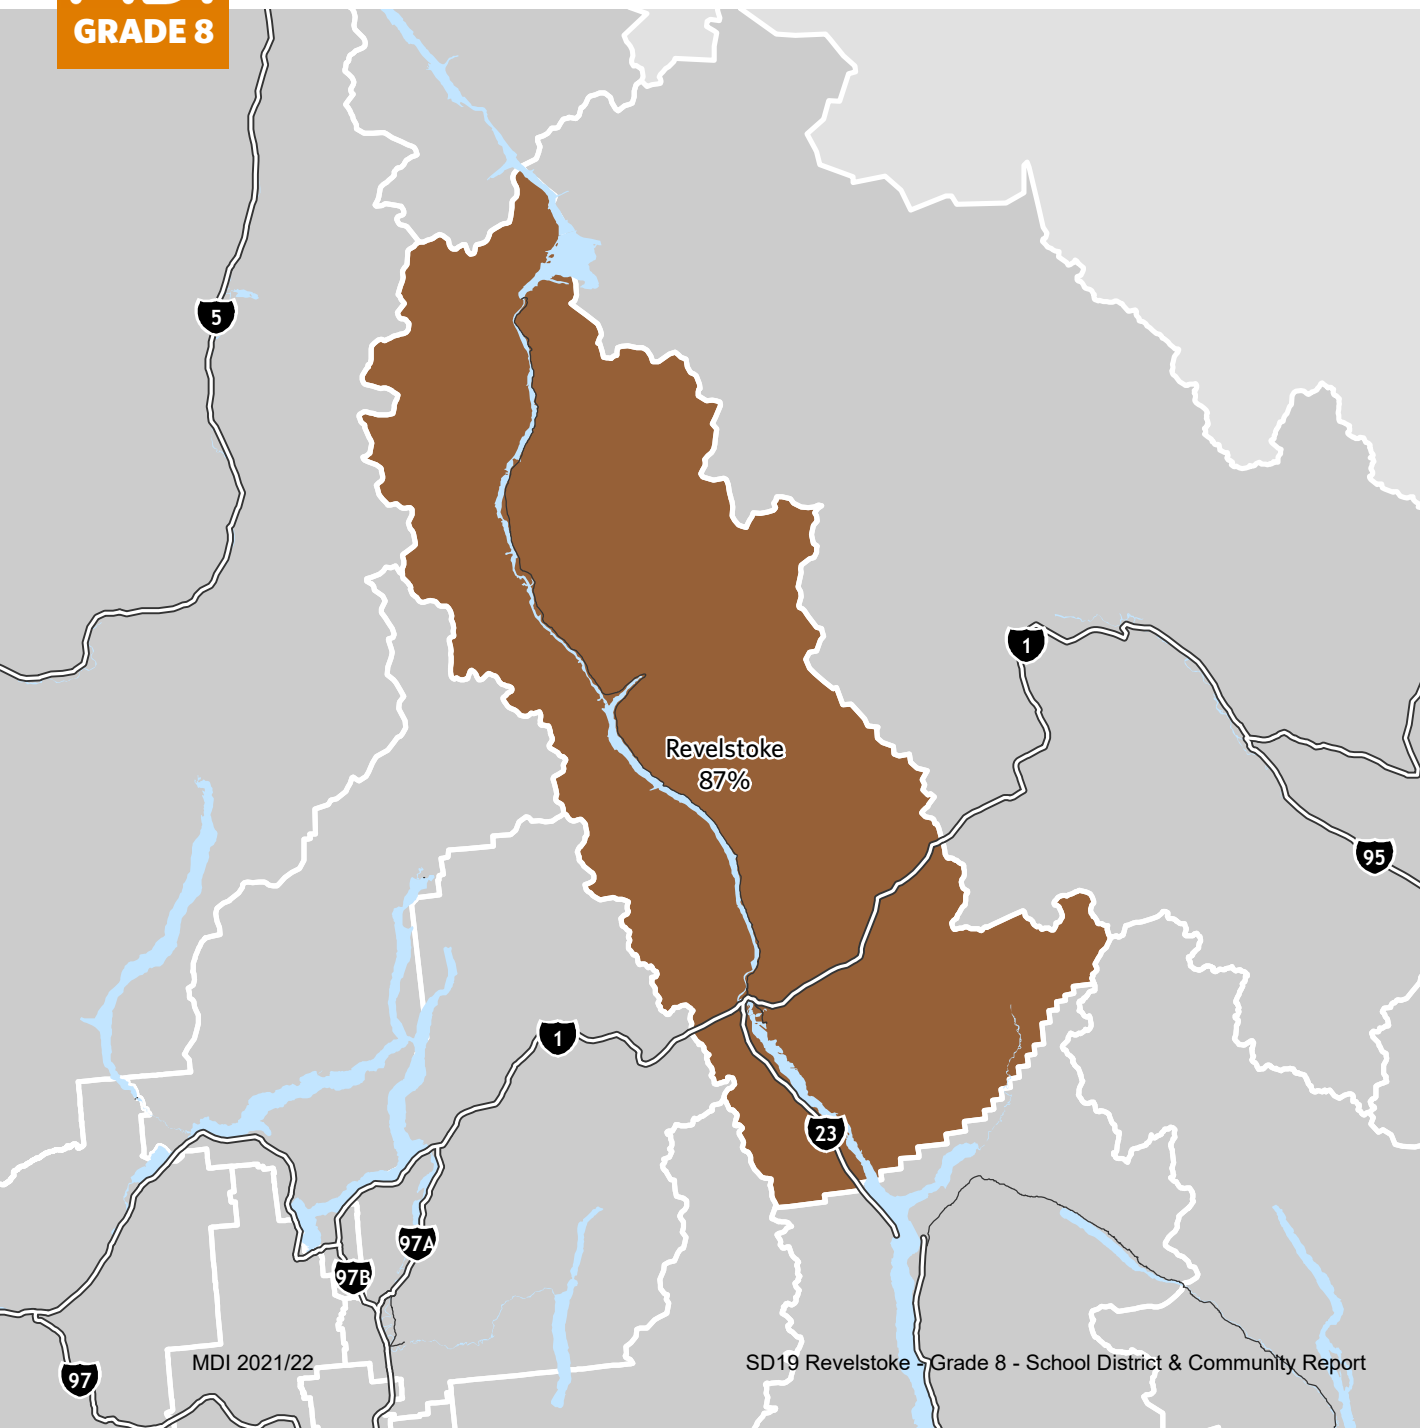 GRADE 8
5
1
Revelstoke
87%
95
1
23
97A
97B
97
MDI 2021/22
SD19 Revelstoke - Grade 8 - School District & Community Report